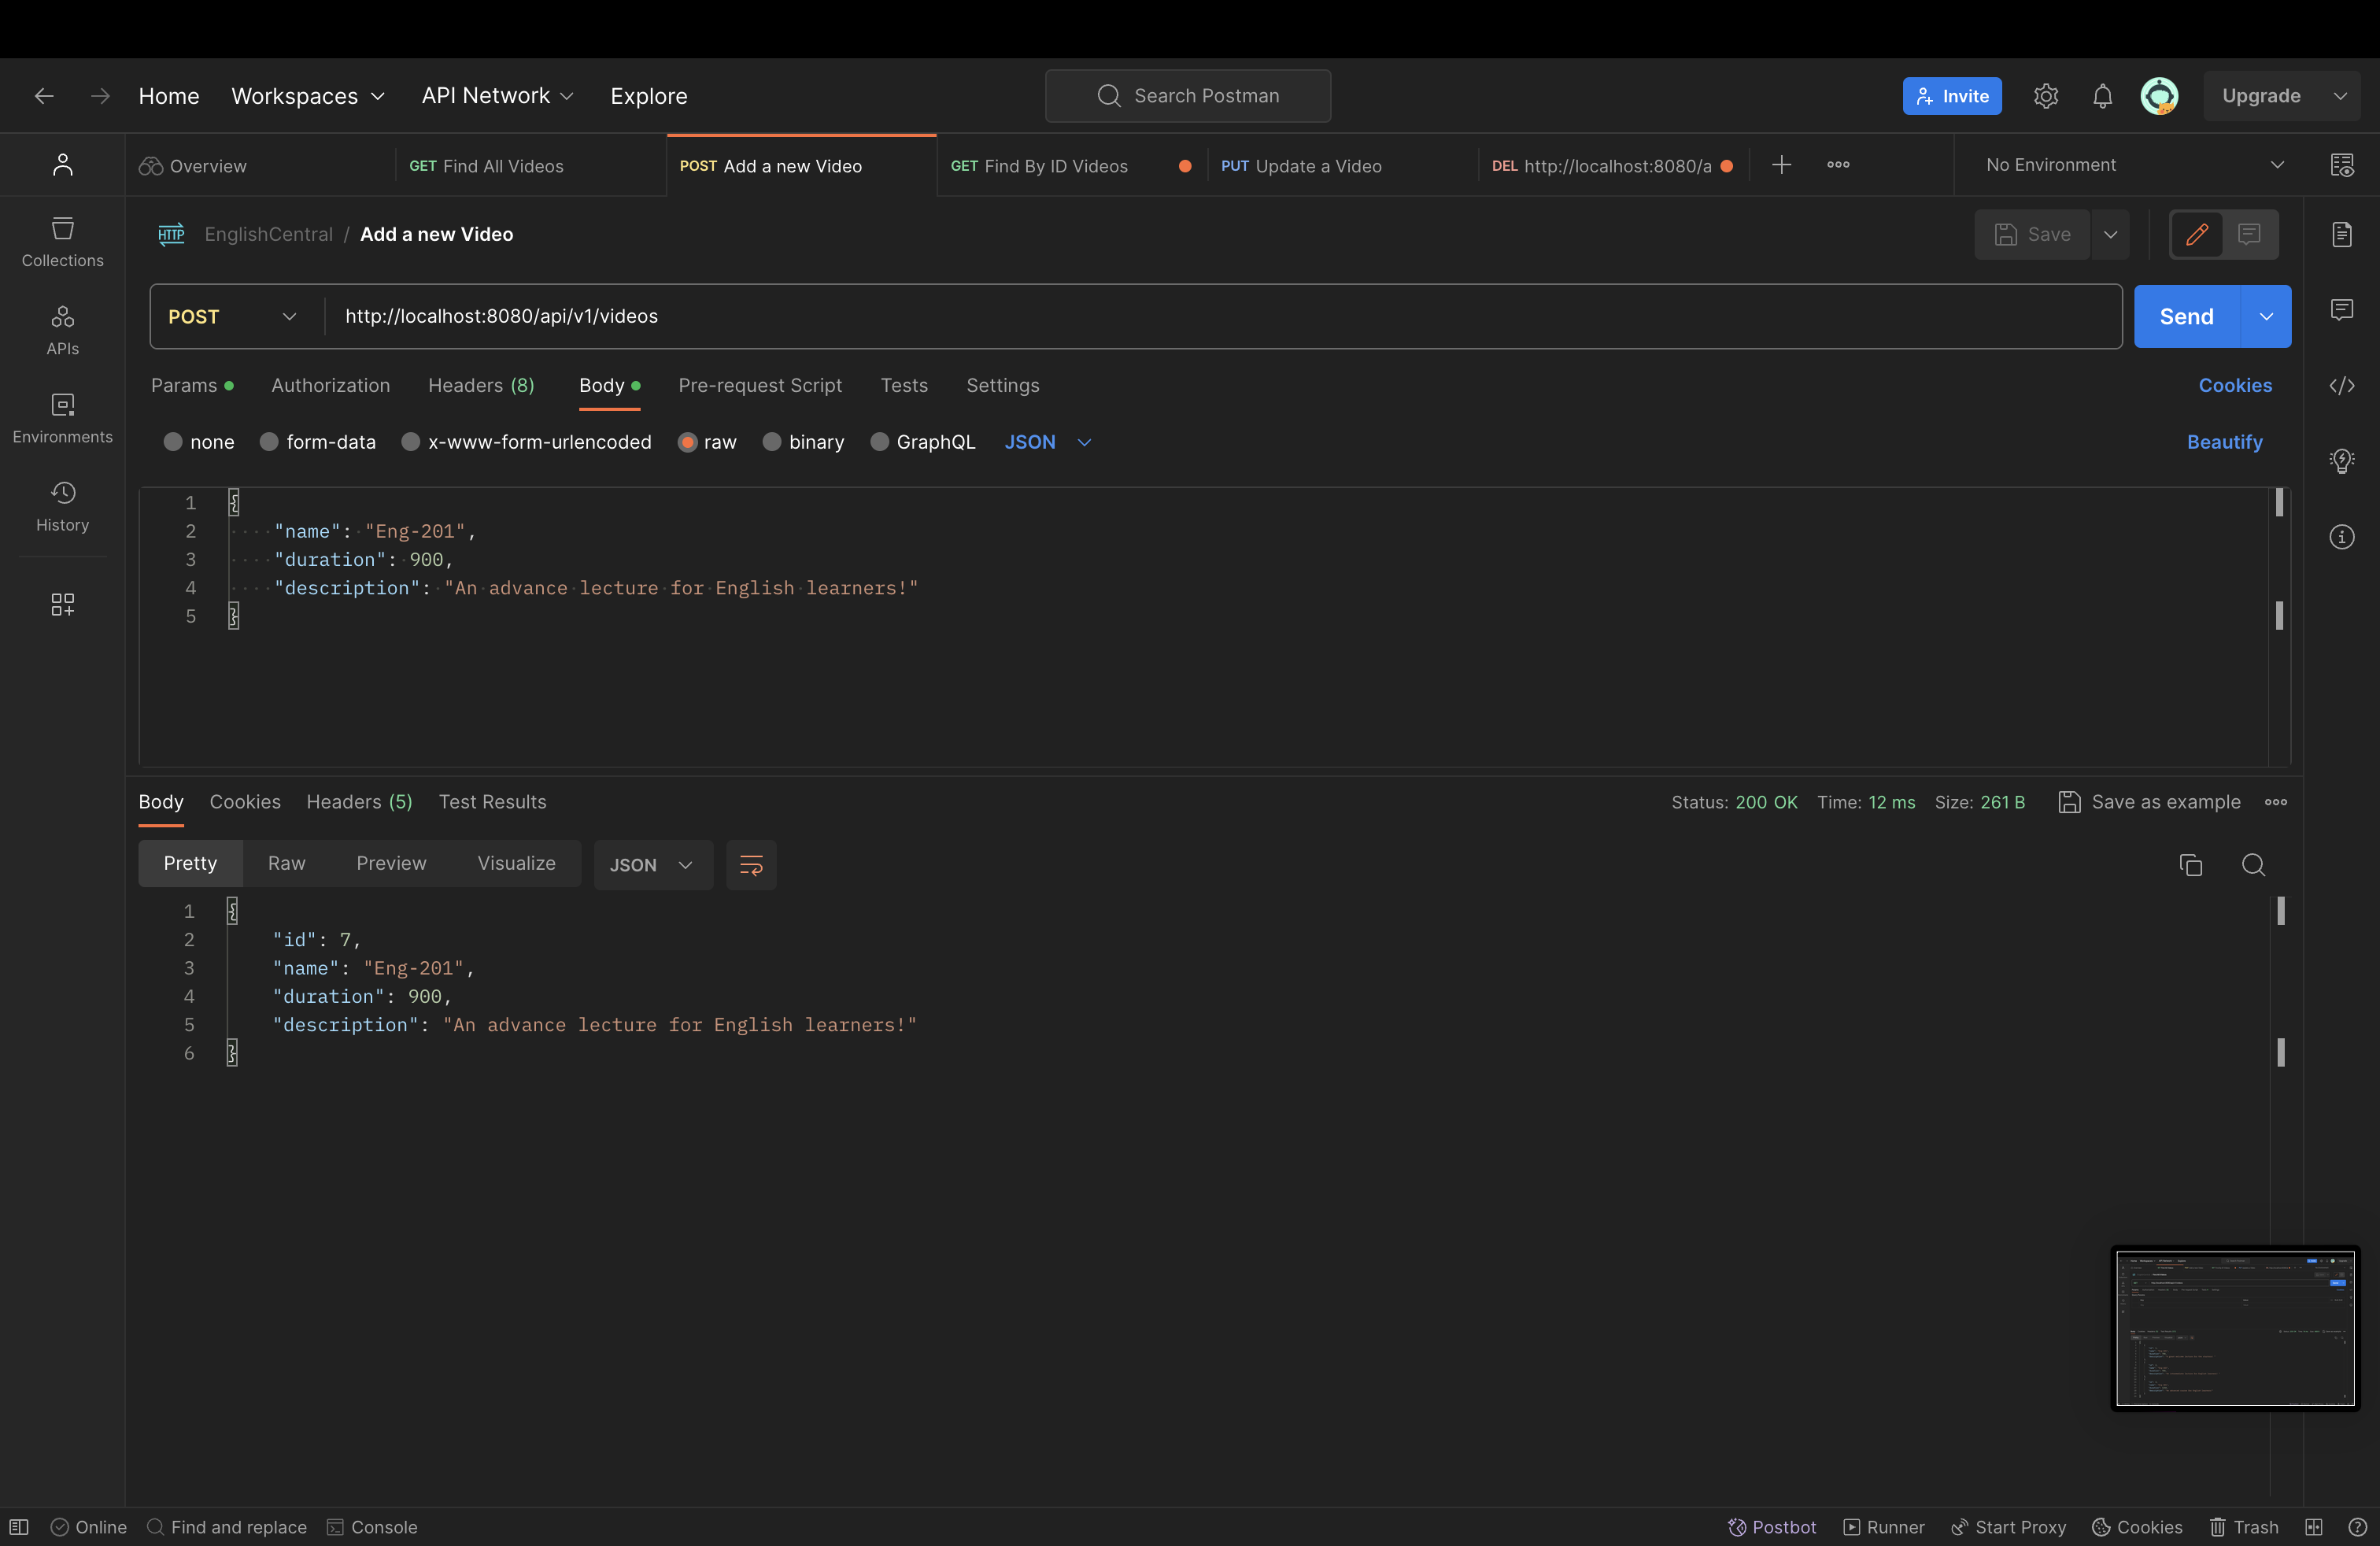 Home Workspaces API Network Explore Search Postman Invite Upgrade
Overview GET Find All Videos POST Add a new Video GET Find By ID Videos PUT Update a Video DEL http://localhost:8080/a No Environment
HTTP EnglishCentral / Add a new Video Save
Collections
APIs
Environments
History
POST http://localhost:8080/api/v1/videos Send
Params Authorization Headers (8) Body Pre-request Script Tests Settings Cookies
none form-data x-www-form-urlencoded raw binary GraphQL JSON Beautify
1 {
2 "name": "Eng-201",
3 "duration": 900,
4 "description": "An advance lecture for English learners!"
5 }
Body Cookies Headers (5) Test Results Status: 200 OK Time: 12 ms Size: 261 B Save as example
Pretty Raw Preview Visualize JSON
1 {
2 "id": 7,
3 "name": "Eng-201",
4 "duration": 900,
5 "description": "An advance lecture for English learners!"
6 }
Online Find and replace Console Postbot Runner Start Proxy Cookies Trash